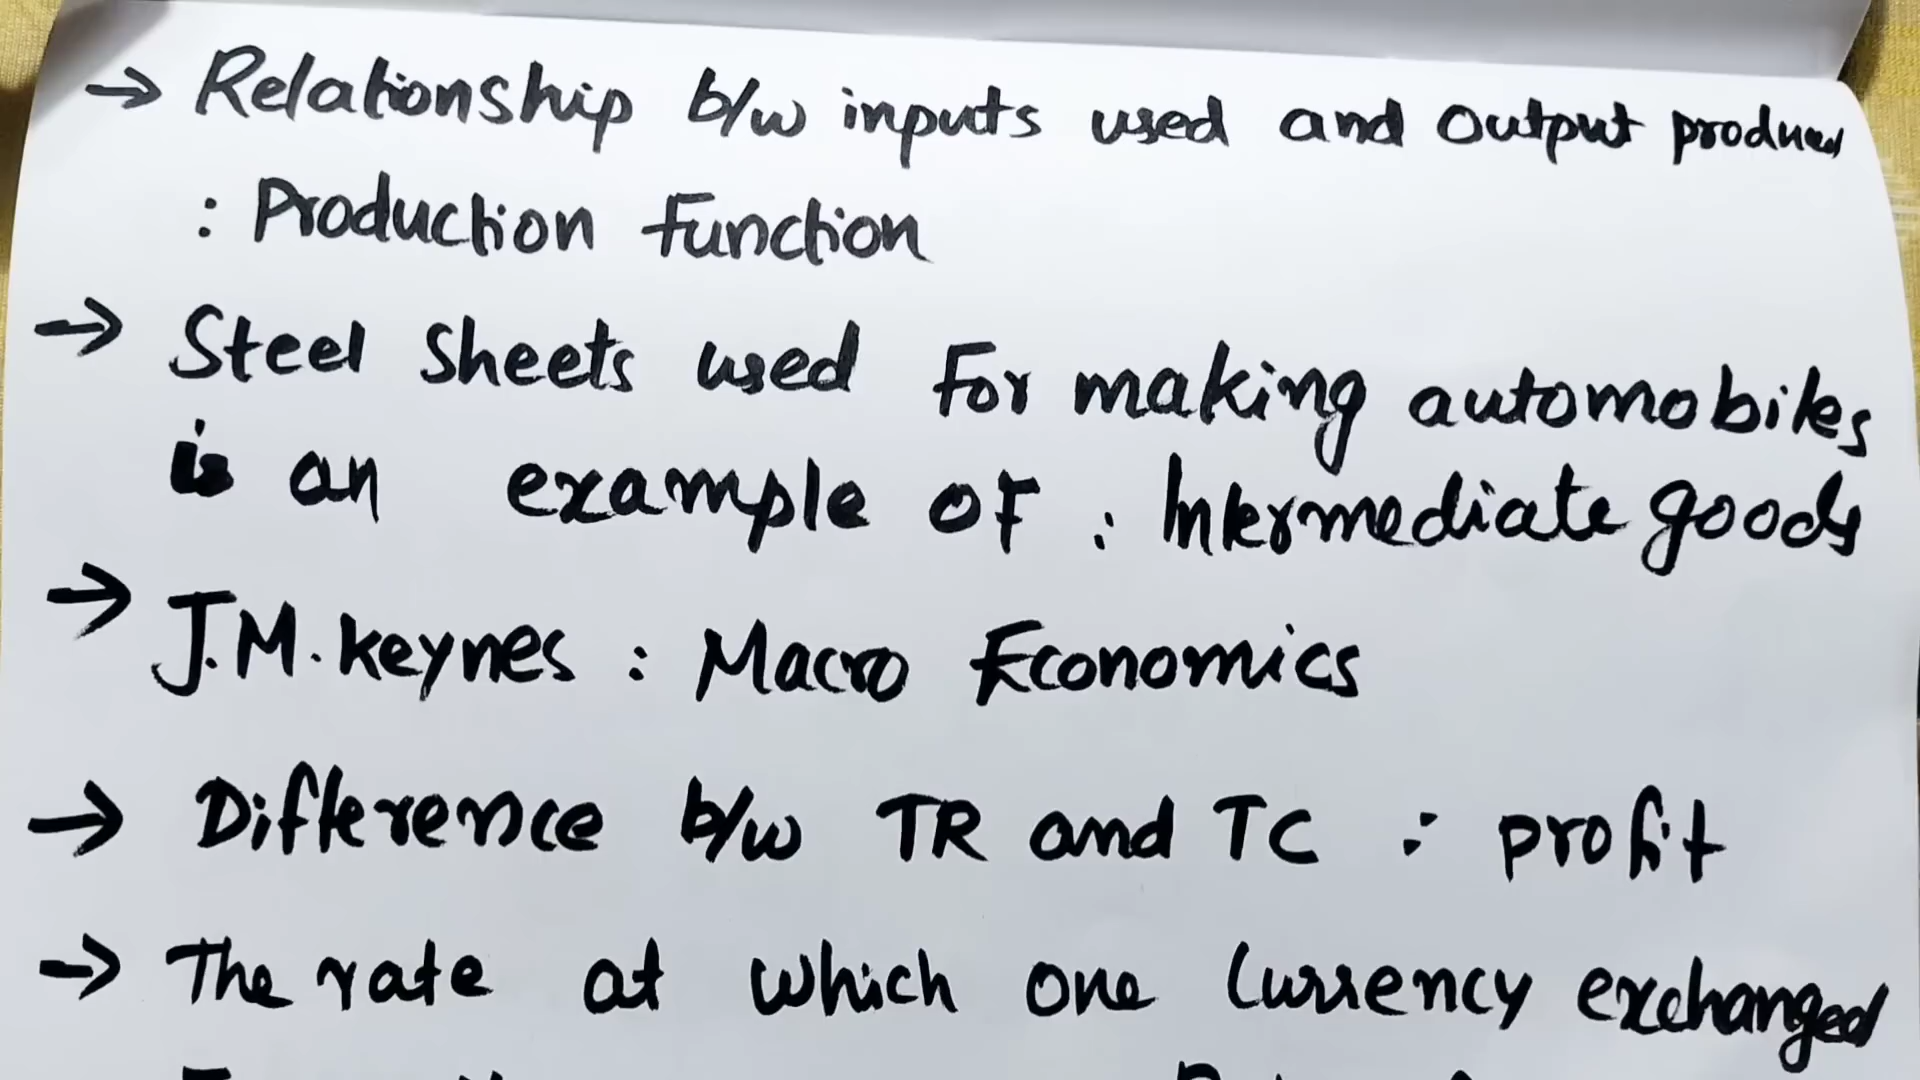 → Relationship b/w inputs used and output produced
: Production Function
→ Steel Sheets used For making automobiles
is an example of : Intermediate goods
→ J.M. Keynes : Macro Economics
→ Difference b/w TR and TC : profit
→ The rate at which one Currency exchanged